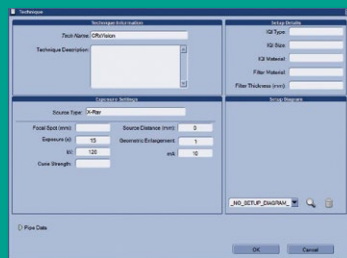 Technique
Technique Information
Tech Name: CRxVision
Technique Description:
Exposure Settings
Source Type: X-Ray
Focal Spot (mm):
Source Distance (mm): 0
Exposure (s): 15
Geometric Enlargement: 1
kV: 120
mA: 10
Curie Strength:
Setup Details
IQI Type:
IQI Size:
IQI Material:
Filter Material:
Filter Thickness (mm):
Setup Diagram
_NO_SETUP_DIAGRAM_
Pipe Data
OK
Cancel